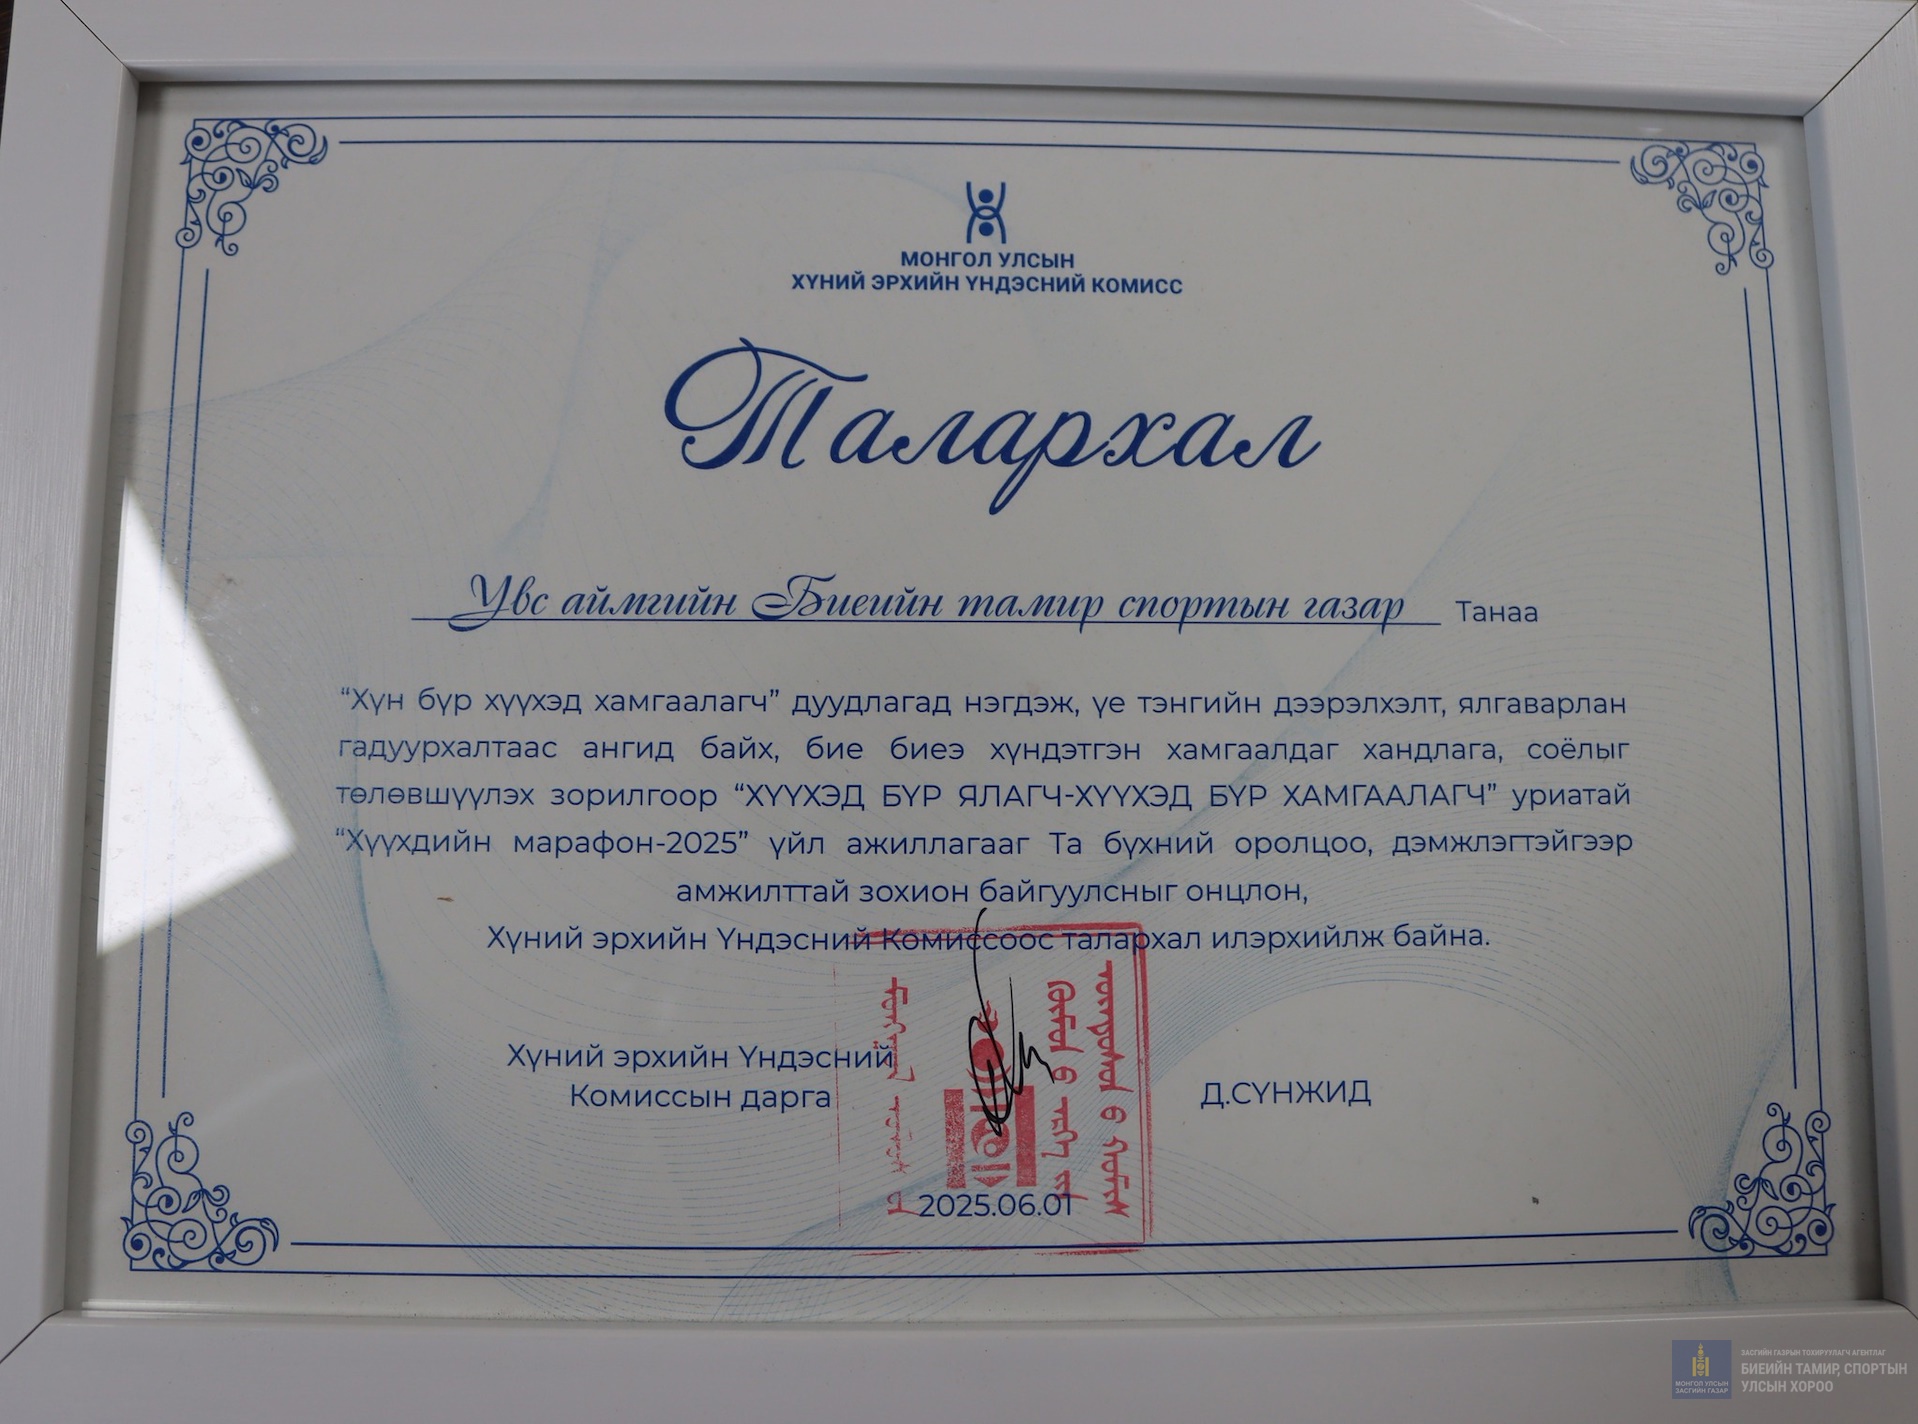 МОНГОЛ УЛСЫН
ХҮНИЙ ЭРХИЙН ҮНДЭСНИЙ КОМИСС
Талархал
Увс аймгийн Биеийн тамир спортын газар Танаа
“Хүн бүр хүүхэд хамгаалагч” дуудлагад нэгдэж, үе тэнгийн дээрэлхэлт, ялгаварлан
гадуурхалтаас ангид байх, бие биеэ хүндэтгэн хамгаалдаг хандлага, соёлыг
төлөвшүүлэх зорилгоор “ХҮҮХЭД БҮР ЯЛАГЧ-ХҮҮХЭД БҮР ХАМГААЛАГЧ” уриатай
“Хүүхдийн марафон-2025” үйл ажиллагааг Та бүхний оролцоо, дэмжлэгтэйгээр
амжилттай зохион байгуулсныг онцлон,
Хүний эрхийн Үндэсний Комиссоос талархал илэрхийлж байна.
Хүний эрхийн Үндэсний
Комиссын дарга
Д.СҮНЖИД
2025.06.01
МОНГОЛ УЛСЫН
ЗАСГИЙН ГАЗАР
ЗАСГИЙН ГАЗРЫН ТОХИРУУЛАГЧ АГЕНТЛАГ
БИЕИЙН ТАМИР, СПОРТЫН
УЛСЫН ХОРОО